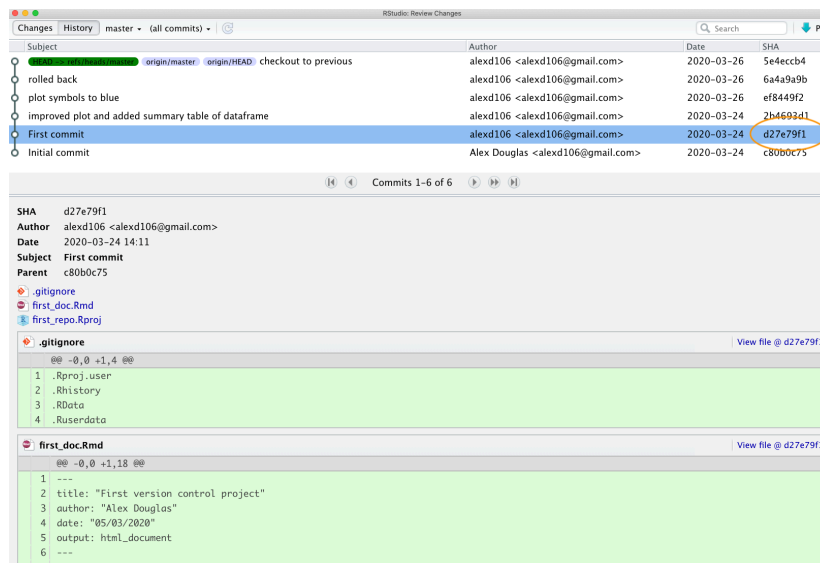 RStudio: Review Changes
Changes History master (all commits) Search P
Subject Author Date SHA
HEAD -> refs/heads/master origin/master origin/HEAD checkout to previous alexd106 <alexd106@gmail.com> 2020-03-26 5e4eccb4
rolled back alexd106 <alexd106@gmail.com> 2020-03-26 6a4a9a9b
plot symbols to blue alexd106 <alexd106@gmail.com> 2020-03-26 ef8449f2
improved plot and added summary table of dataframe alexd106 <alexd106@gmail.com> 2020-03-24 2b4693d1
First commit alexd106 <alexd106@gmail.com> 2020-03-24 d27e79f1
Initial commit Alex Douglas <alexd106@gmail.com> 2020-03-24 c80b0c75
Commits 1-6 of 6
SHA d27e79f1
Author alexd106 <alexd106@gmail.com>
Date 2020-03-24 14:11
Subject First commit
Parent c80b0c75
.gitignore
first_doc.Rmd
first_repo.Rproj
.gitignore View file @ d27e79f1
@@ -0,0 +1,4 @@
1 .Rproj.user
2 .Rhistory
3 .RData
4 .Ruserdata
first_doc.Rmd View file @ d27e79f1
@@ -0,0 +1,18 @@
1 ---
2 title: "First version control project"
3 author: "Alex Douglas"
4 date: "05/03/2020"
5 output: html_document
6 ---